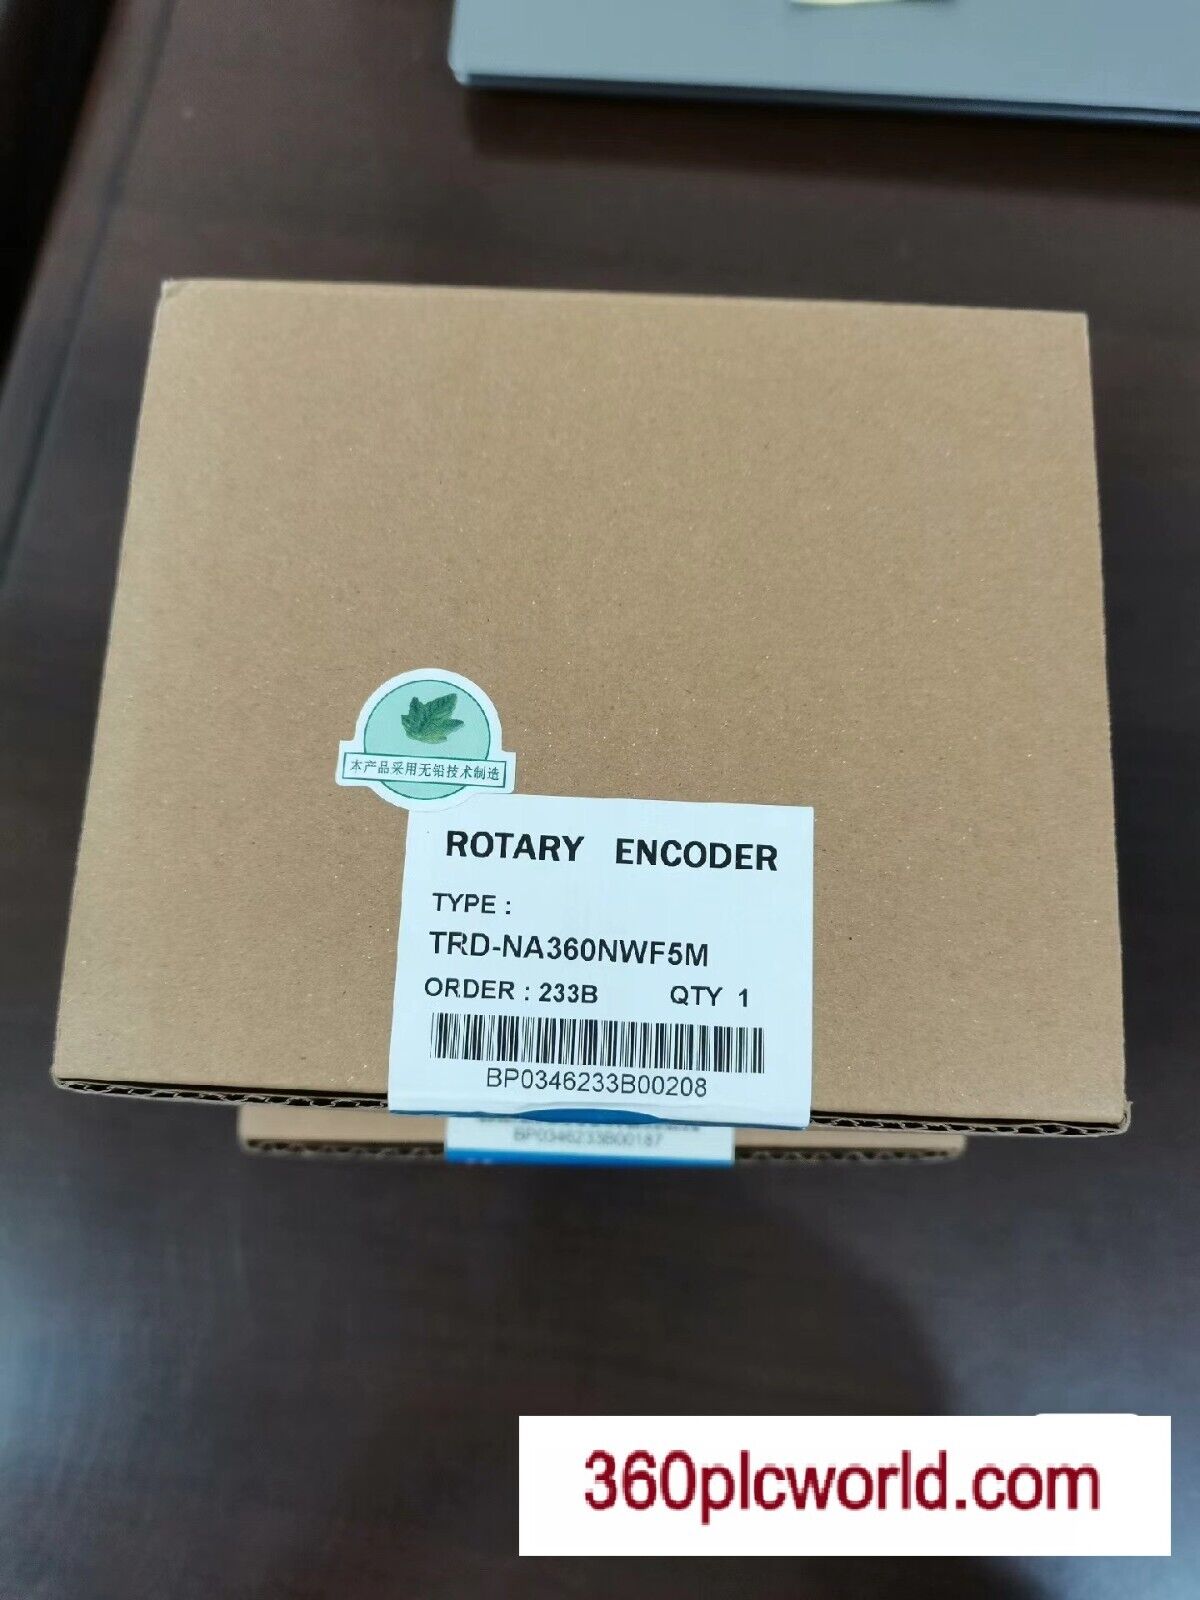 本产品采用无铅技术制造
ROTARY ENCODER
TYPE :
TRD-NA360NWF5M
ORDER : 233B QTY 1
BP0346233B00208
BP0346233B00187
360plcworld.com